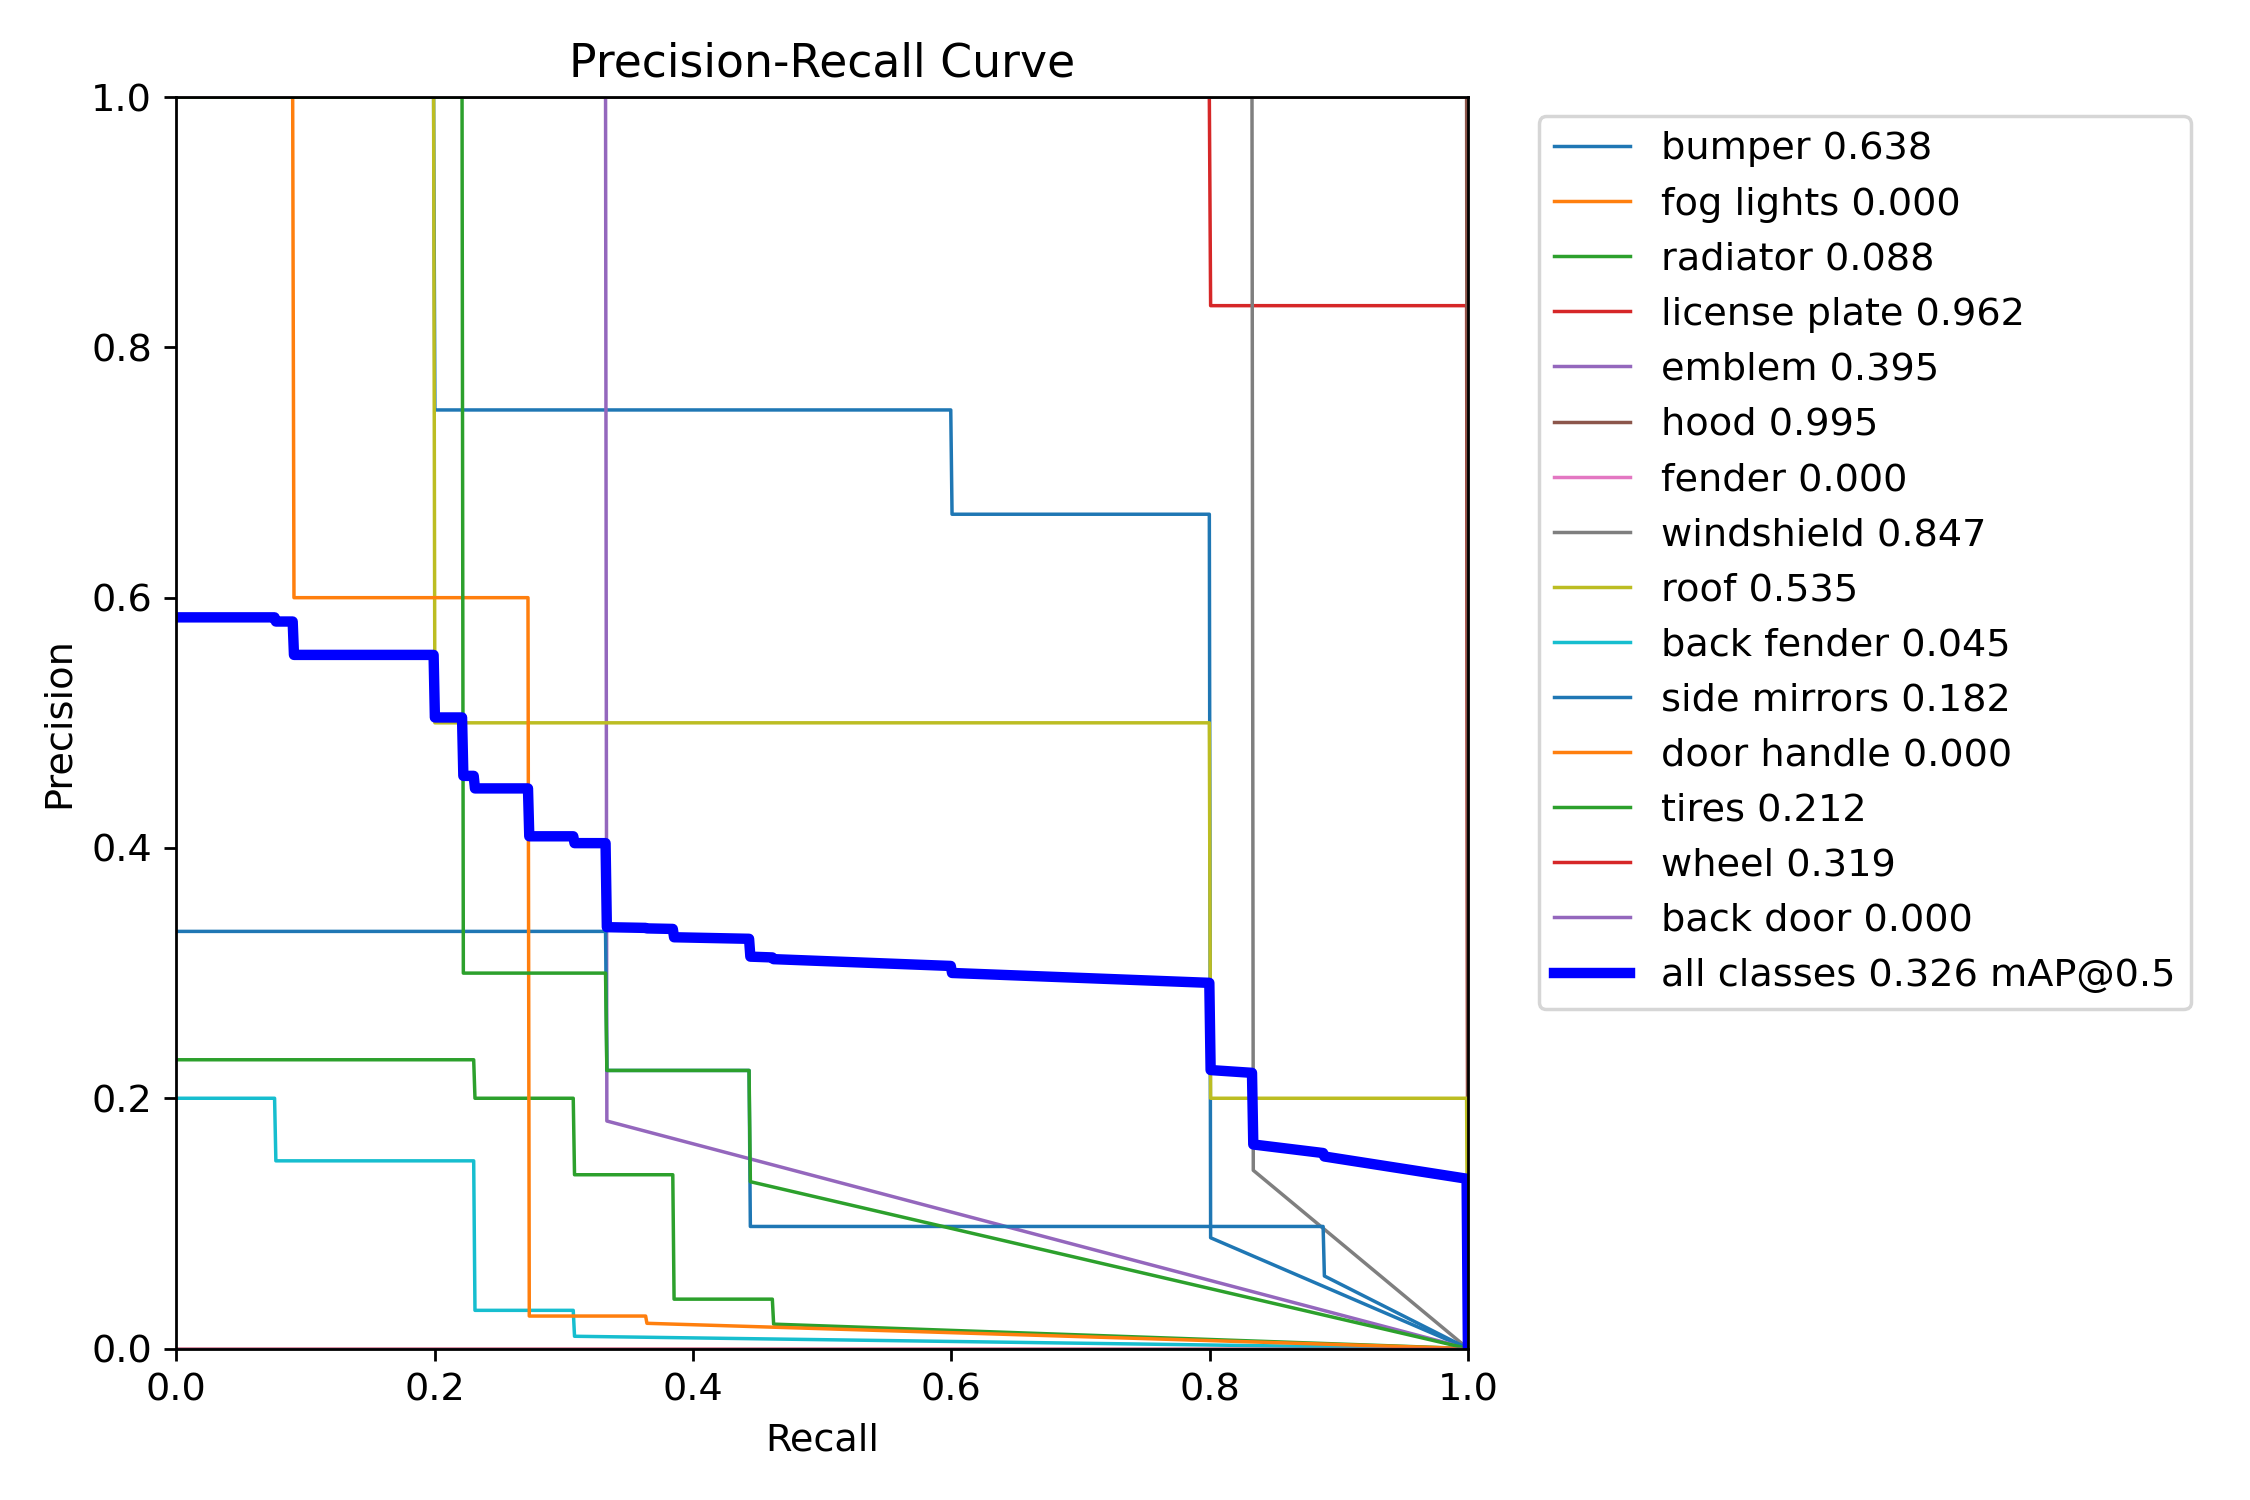 Precision-Recall Curve
1.0
0.8
0.6
0.4
0.2
0.0
Precision
0.0 0.2 0.4 0.6 0.8 1.0
Recall
bumper 0.638
fog lights 0.000
radiator 0.088
license plate 0.962
emblem 0.395
hood 0.995
fender 0.000
windshield 0.847
roof 0.535
back fender 0.045
side mirrors 0.182
door handle 0.000
tires 0.212
wheel 0.319
back door 0.000
all classes 0.326 mAP@0.5